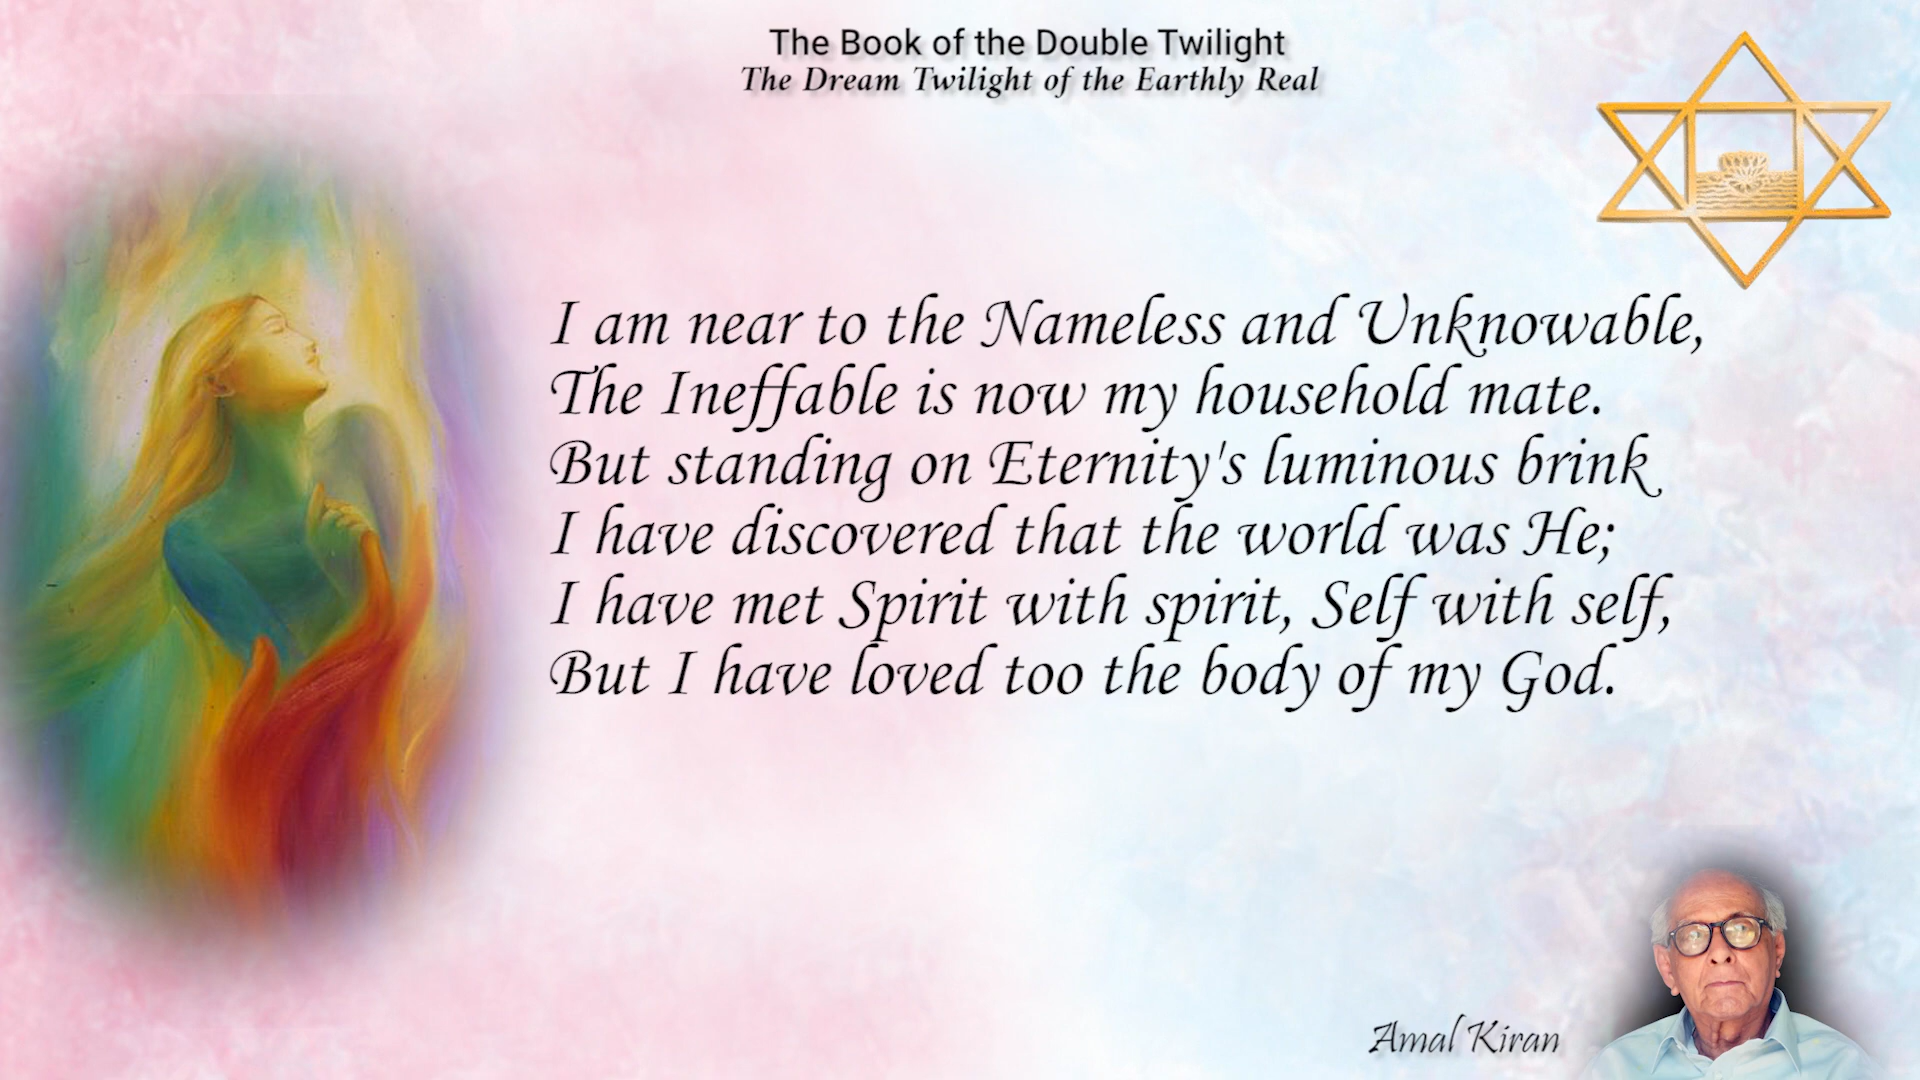 The Book of the Double Twilight
The Dream Twilight of the Earthly Real
I am near to the Nameless and Unknowable,
The Ineffable is now my household mate.
But standing on Eternity's luminous brink
I have discovered that the world was He;
I have met Spirit with spirit, Self with self,
But I have loved too the body of my God.
Amal Kiran